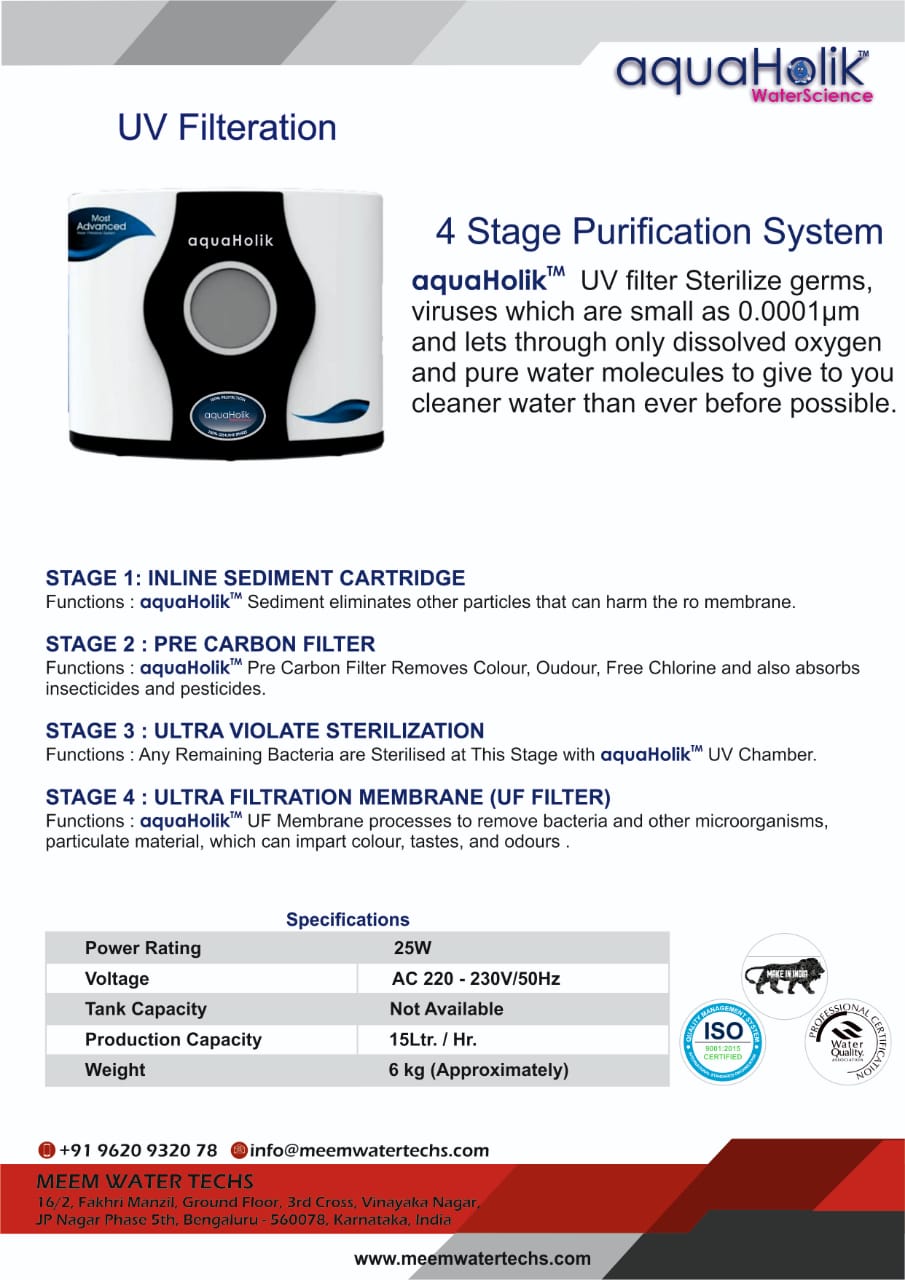 aquaHolik™
WaterScience
UV Filteration
Most
Advanced
aquaHolik
100% PROTECTION
aquaHolik
4 Stage Purification System
aquaHolik™ UV filter Sterilize germs,
viruses which are small as 0.0001µm
and lets through only dissolved oxygen
and pure water molecules to give to you
cleaner water than ever before possible.
STAGE 1: INLINE SEDIMENT CARTRIDGE
Functions : aquaHolik™ Sediment eliminates other particles that can harm the ro membrane.
STAGE 2 : PRE CARBON FILTER
Functions : aquaHolik™ Pre Carbon Filter Removes Colour, Oudour, Free Chlorine and also absorbs
insecticides and pesticides.
STAGE 3 : ULTRA VIOLATE STERILIZATION
Functions : Any Remaining Bacteria are Sterilised at This Stage with aquaHolik™ UV Chamber.
STAGE 4 : ULTRA FILTRATION MEMBRANE (UF FILTER)
Functions : aquaHolik™ UF Membrane processes to remove bacteria and other microorganisms,
particulate material, which can impart colour, tastes, and odours .
Specifications
Power Rating 25W
Voltage AC 220 - 230V/50Hz
Tank Capacity Not Available
Production Capacity 15Ltr. / Hr.
Weight 6 kg (Approximately)
MAKE IN INDIA
QUALITY MANAGEMENT SYSTEM
ISO
9001:2015
CERTIFIED
PROFESSIONAL CERTIFICATION
Water
Quality
ASSOCIATION
+91 9620 9320 78 info@meemwatertechs.com
MEEM WATER TECHS
16/2, Fakhri Manzil, Ground Floor, 3rd Cross, Vinayaka Nagar,
JP Nagar Phase 5th, Bengaluru - 560078, Karnataka, India
www.meemwatertechs.com